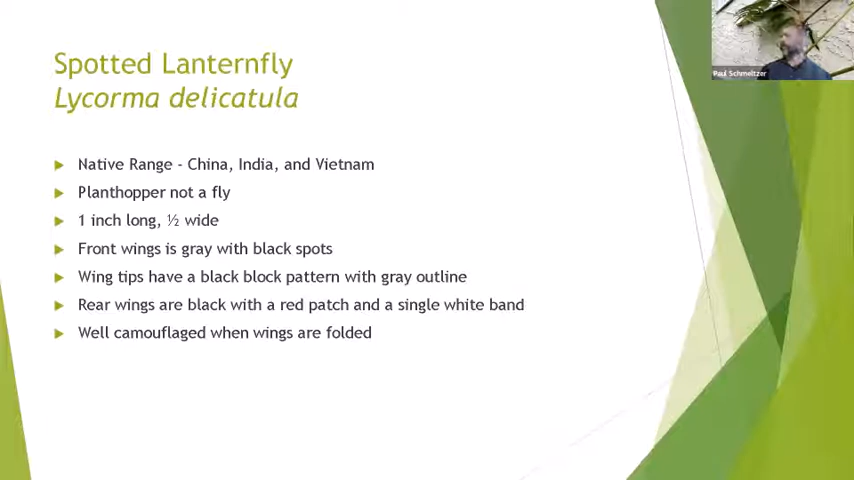 Spotted Lanternfly
Lycorma delicatula
Native Range - China, India, and Vietnam
Planthopper not a fly
1 inch long, ½ wide
Front wings is gray with black spots
Wing tips have a black block pattern with gray outline
Rear wings are black with a red patch and a single white band
Well camouflaged when wings are folded
Paul Schmeltzer